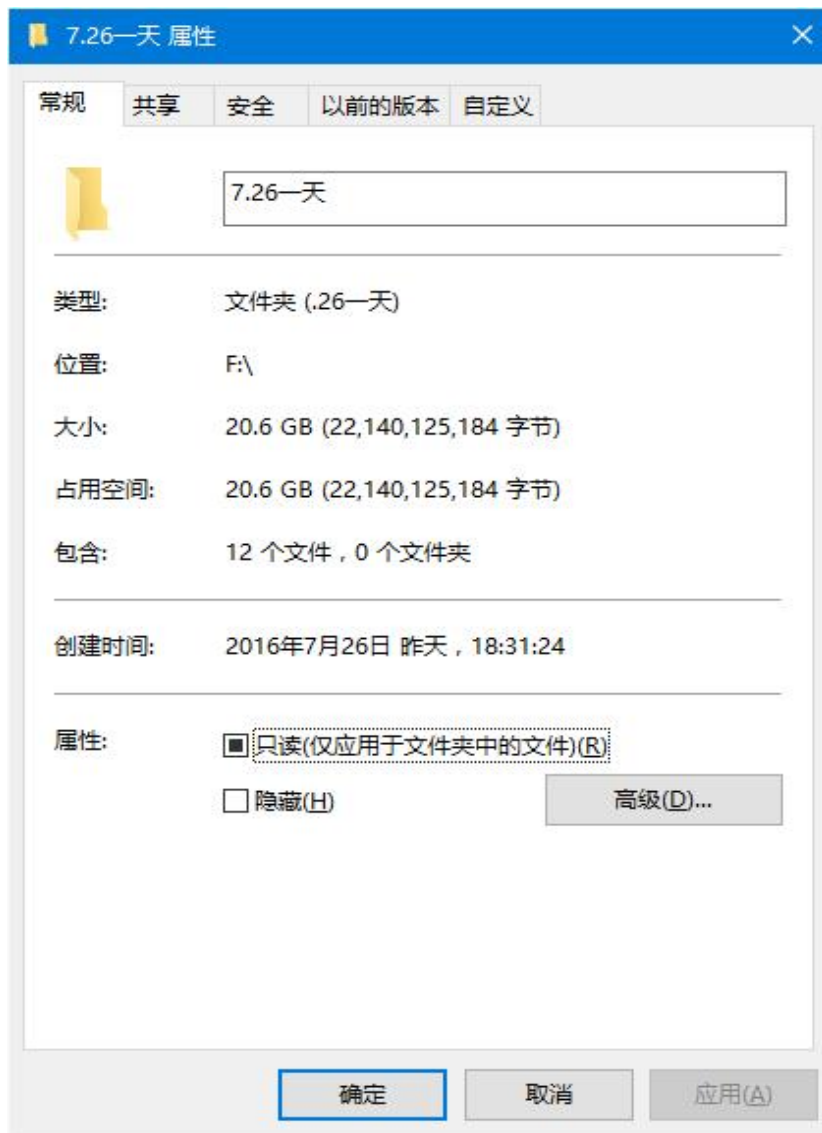 7.26一天 属性
常规 共享 安全 以前的版本 自定义
7.26一天
类型: 文件夹 (.26一天)
位置: F:\
大小: 20.6 GB (22,140,125,184 字节)
占用空间: 20.6 GB (22,140,125,184 字节)
包含: 12 个文件，0 个文件夹
创建时间: 2016年7月26日 昨天，18:31:24
属性: 只读(仅应用于文件夹中的文件)(R)
隐藏(H) 高级(D)...
确定 取消 应用(A)